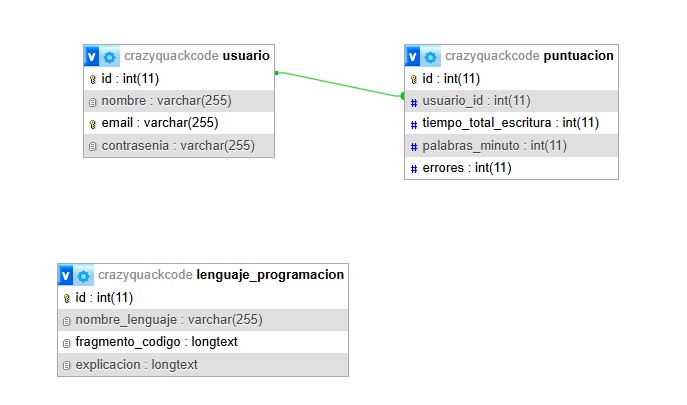 v crazyquackcode usuario
id : int(11)
nombre : varchar(255)
email : varchar(255)
contrasenia : varchar(255)
v crazyquackcode puntuacion
id : int(11)
# usuario_id : int(11)
# tiempo_total_escritura : int(11)
# palabras_minuto : int(11)
# errores : int(11)
v crazyquackcode lenguaje_programacion
id : int(11)
nombre_lenguaje : varchar(255)
fragmento_codigo : longtext
explicacion : longtext